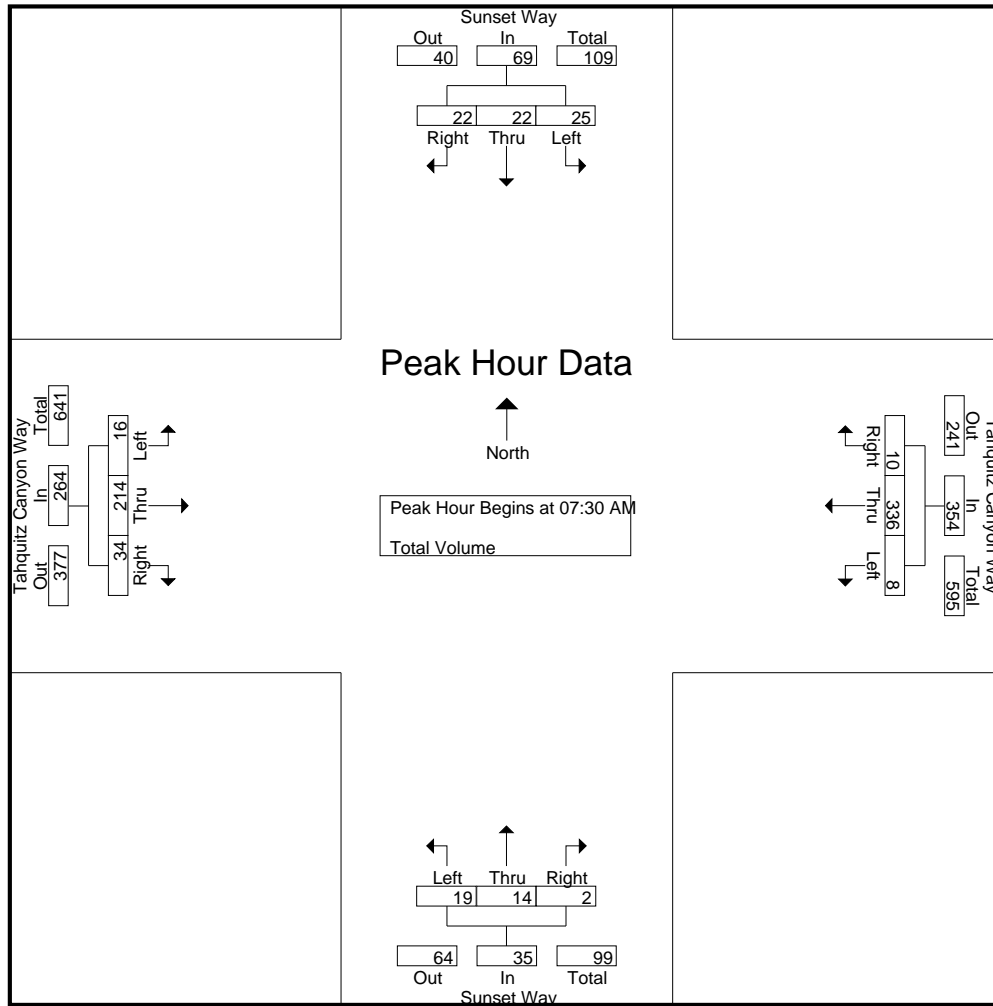 Sunset Way
Out In Total
40 69 109
22 22 25
Right Thru Left
Peak Hour Data
North
Peak Hour Begins at 07:30 AM
Total Volume
Tahquitz Canyon Way
Total In Out
641 264 377
16 214 34
Left Thru Right
Right Thru Left
10 336 8
241 354 595
Out In Total
Tahquitz Canyon Way
Left Thru Right
19 14 2
64 35 99
Out In Total
Sunset Way